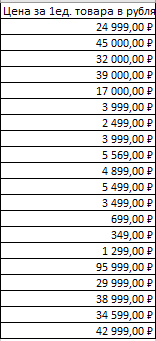 Цена за 1ед. товара в рубля
24 999,00 ₽
45 000,00 ₽
32 000,00 ₽
39 000,00 ₽
17 000,00 ₽
3 999,00 ₽
2 499,00 ₽
3 999,00 ₽
5 569,00 ₽
4 899,00 ₽
5 499,00 ₽
3 499,00 ₽
699,00 ₽
349,00 ₽
1 299,00 ₽
95 999,00 ₽
29 999,00 ₽
38 999,00 ₽
34 599,00 ₽
42 999,00 ₽